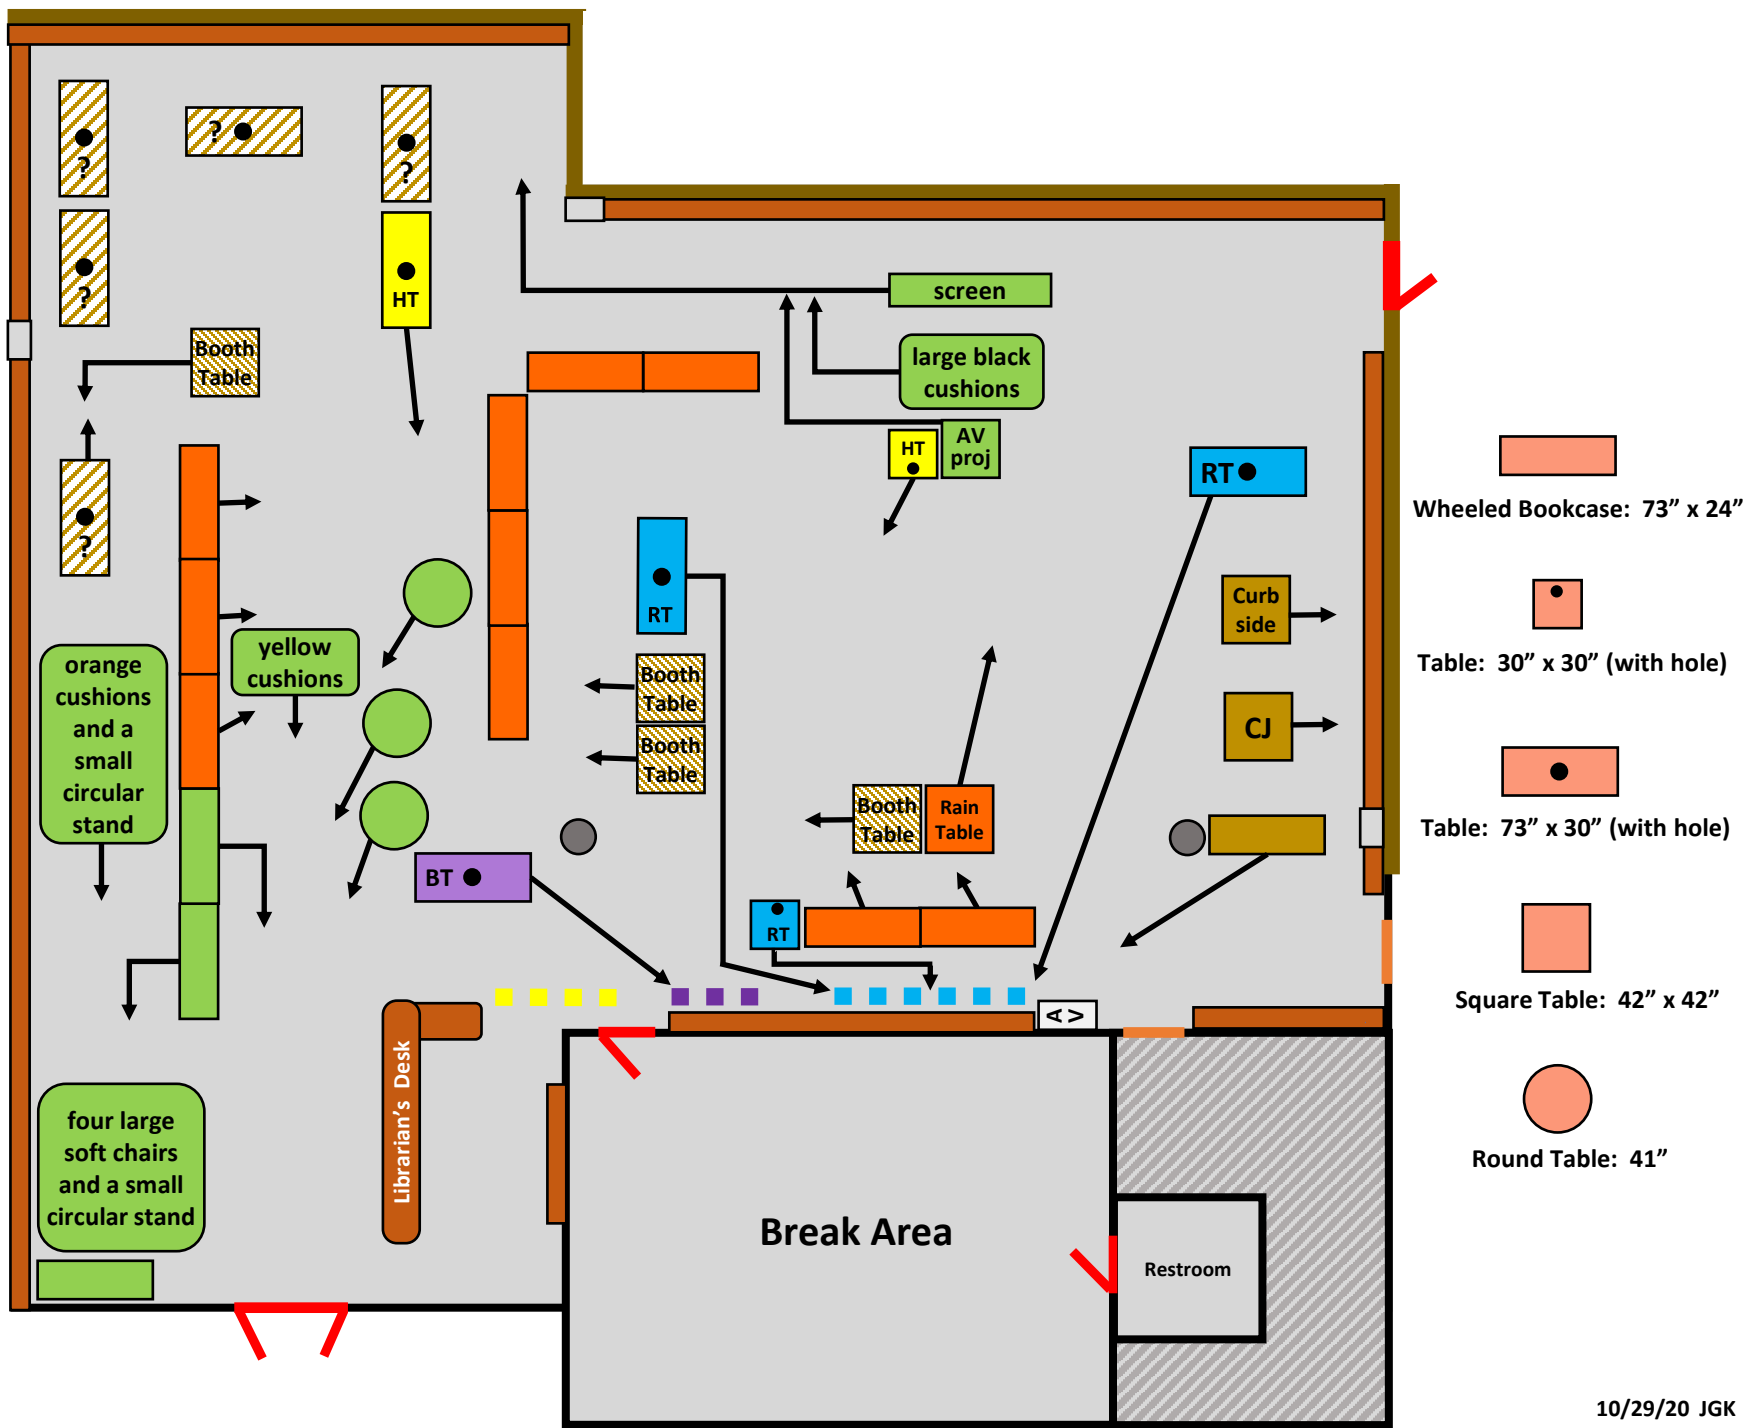 ?
?
?
?
HT
Booth
Table
?
screen
large black
cushions
HT
AV
proj
RT
RT
Curb
side
CJ
orange
cushions
and a
small
circular
stand
yellow
cushions
Booth
Table
Booth
Table
Booth
Table
Rain
Table
BT
RT
A V
Librarian's Desk
four large
soft chairs
and a small
circular stand
Break Area
Restroom
Wheeled Bookcase: 73” x 24”
Table: 30” x 30” (with hole)
Table: 73” x 30” (with hole)
Square Table: 42” x 42”
Round Table: 41”
10/29/20 JGK